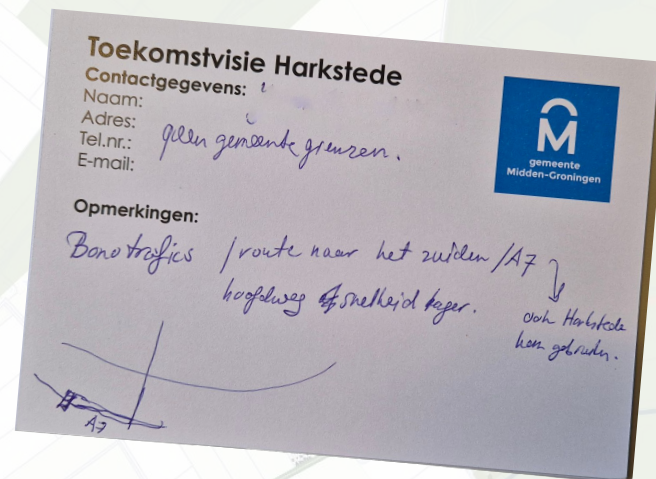 Toekomstvisie Harkstede
Contactgegevens:
Naam:
Adres:
Tel.nr.:
E-mail:
geen gemeente grenzen.
gemeente
Midden-Groningen
Opmerkingen:
Bonotrafics / route naar het zuiden / A7
hoofdweg snelheid lager.
ook Harkstede
kern gebruiken.
A7